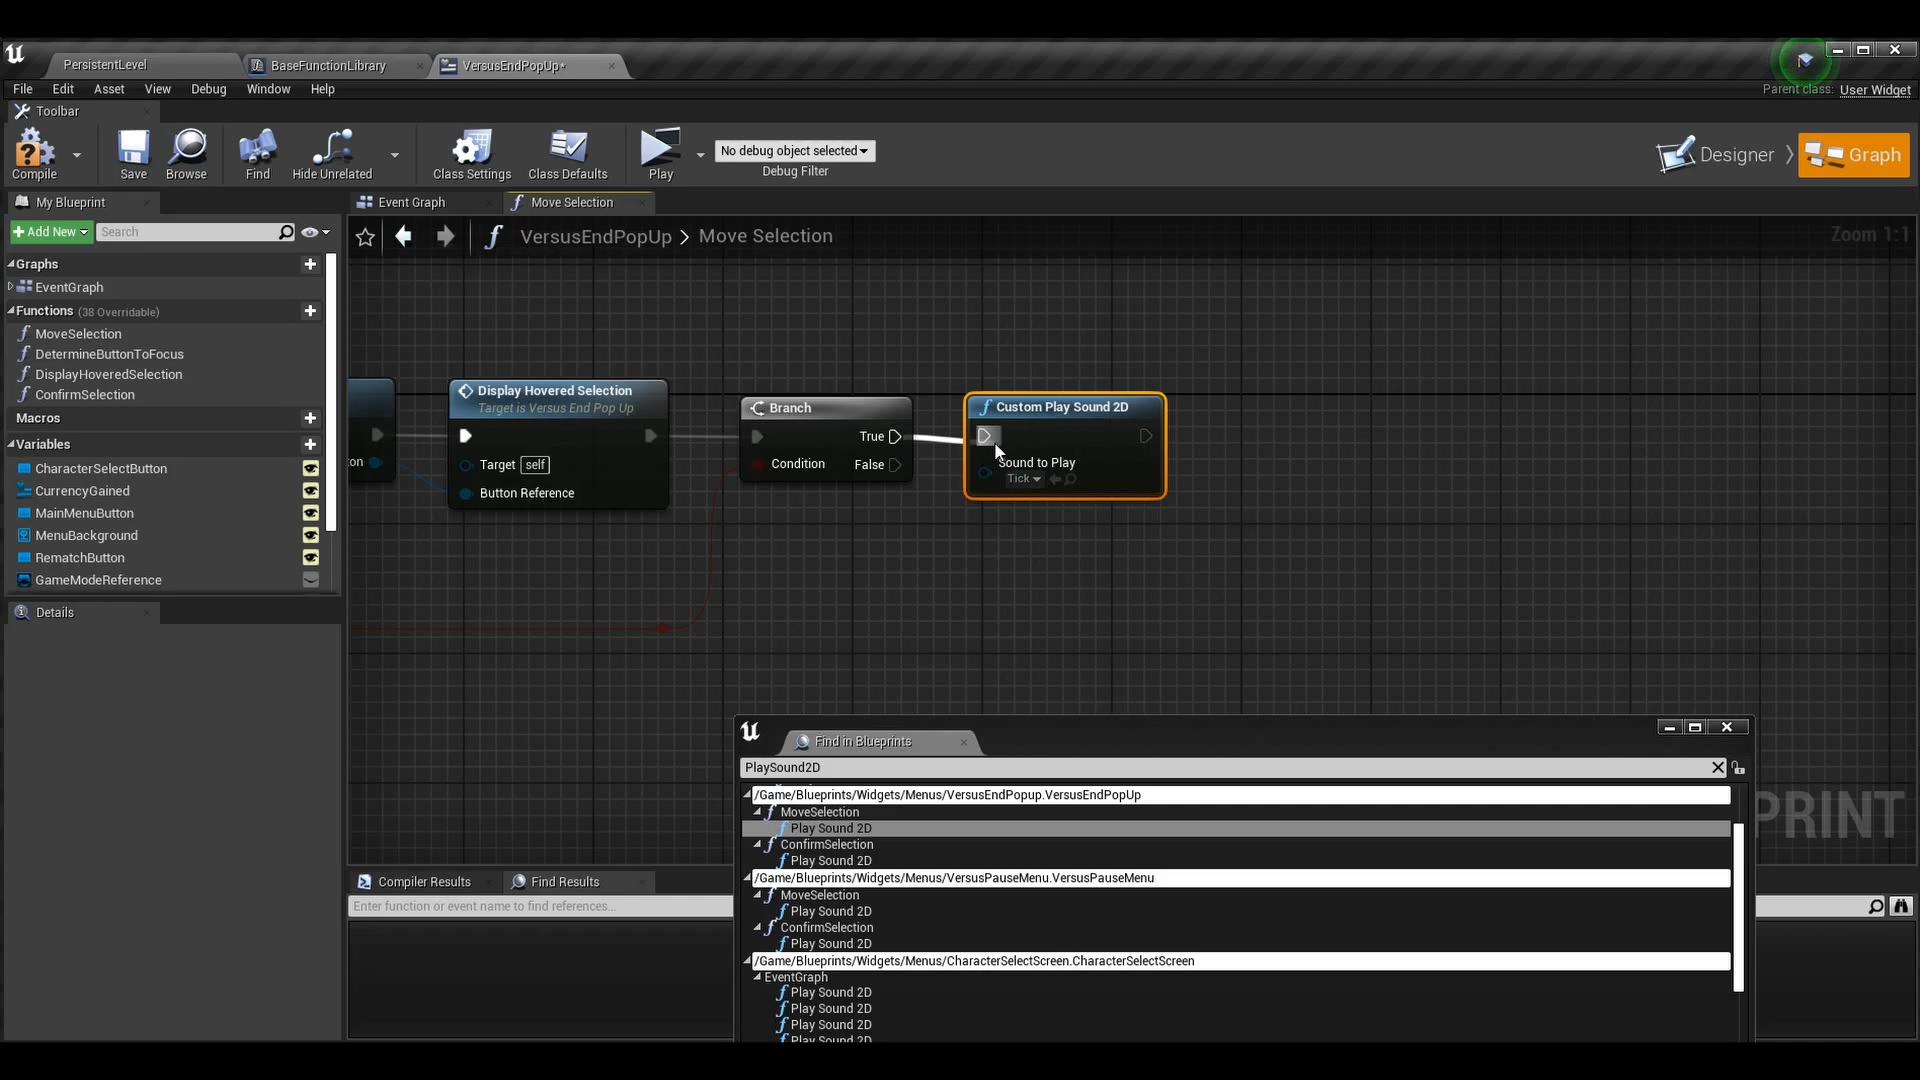 PersistentLevel
BaseFunctionLibrary
VersusEndPopUp*
File Edit Asset View Debug Window Help
Parent class: User Widget
Toolbar
Compile
Save
Browse
Find
Hide Unrelated
Class Settings
Class Defaults
Play
No debug object selected
Debug Filter
Designer
Graph
My Blueprint
Event Graph
Move Selection
Add New
Search
VersusEndPopUp > Move Selection
Zoom 1:1
Graphs
EventGraph
Functions (38 Overridable)
MoveSelection
DetermineButtonToFocus
DisplayHoveredSelection
ConfirmSelection
Macros
Variables
CharacterSelectButton
CurrencyGained
MainMenuButton
MenuBackground
RematchButton
GameModeReference
Details
on
Display Hovered Selection
Target is Versus End Pop Up
Target self
Button Reference
Branch
True
Condition
False
Custom Play Sound 2D
Sound to Play
Tick
PRINT
Compiler Results
Find Results
Enter function or event name to find references...
Find in Blueprints
PlaySound2D
/Game/Blueprints/Widgets/Menus/VersusEndPopup.VersusEndPopUp
MoveSelection
Play Sound 2D
ConfirmSelection
Play Sound 2D
/Game/Blueprints/Widgets/Menus/VersusPauseMenu.VersusPauseMenu
MoveSelection
Play Sound 2D
ConfirmSelection
Play Sound 2D
/Game/Blueprints/Widgets/Menus/CharacterSelectScreen.CharacterSelectScreen
EventGraph
Play Sound 2D
Play Sound 2D
Play Sound 2D
Play Sound 2D